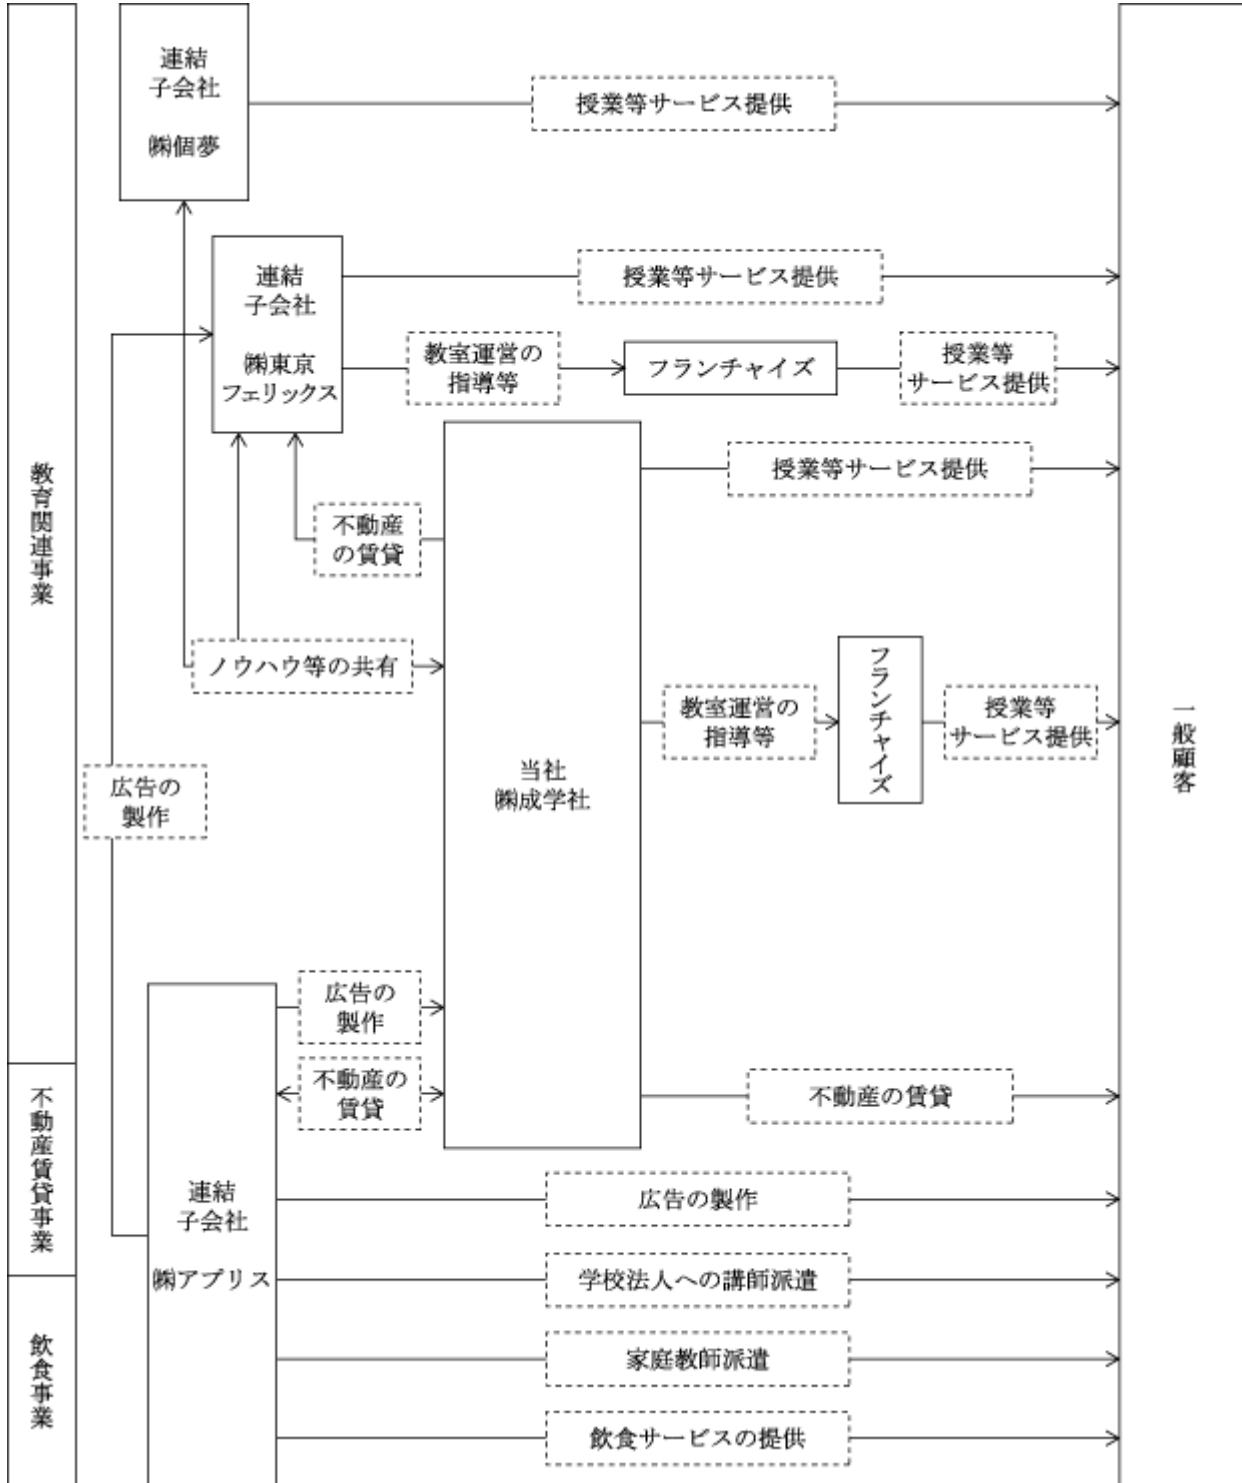 教育関連事業
不動産賃貸事業
飲食事業
連結
子会社
㈱個夢
授業等サービス提供
連結
子会社
㈱東京
フェリックス
授業等サービス提供
教室運営の
指導等
フランチャイズ
授業等
サービス提供
授業等サービス提供
不動産
の賃貸
ノウハウ等の共有
当社
㈱成学社
教室運営の
指導等
フランチャイズ
授業等
サービス提供
一般顧客
広告の
製作
広告の
製作
不動産の
賃貸
不動産の賃貸
連結
子会社
㈱アプリス
広告の製作
学校法人への講師派遣
家庭教師派遣
飲食サービスの提供